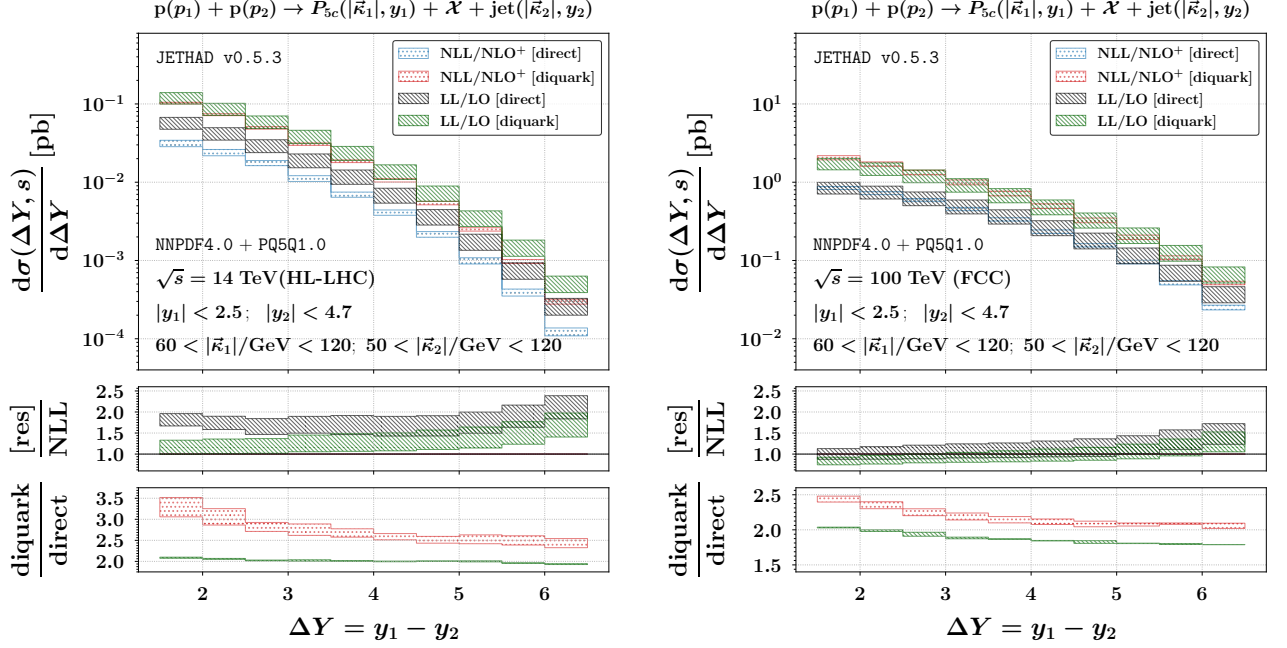 p(p₁) + p(p₂) → P₅c(|κ⃗₁|, y₁) + 𝒳 + jet(|κ⃗₂|, y₂)
JETHAD v0.5.3
NLL/NLO⁺ [direct]
NLL/NLO⁺ [diquark]
LL/LO [direct]
LL/LO [diquark]
dσ(ΔY, s)/dΔY [pb]
10⁻¹
10⁻²
10⁻³
10⁻⁴
NNPDF4.0 + PQ5Q1.0
√s = 14 TeV(HL-LHC)
|y₁| < 2.5; |y₂| < 4.7
60 < |κ⃗₁|/GeV < 120; 50 < |κ⃗₂|/GeV < 120
[res]/NLL
2.5
2.0
1.5
1.0
diquark/direct
3.5
3.0
2.5
2.0
2 3 4 5 6
ΔY = y₁ − y₂
p(p₁) + p(p₂) → P₅c(|κ⃗₁|, y₁) + 𝒳 + jet(|κ⃗₂|, y₂)
JETHAD v0.5.3
NLL/NLO⁺ [direct]
NLL/NLO⁺ [diquark]
LL/LO [direct]
LL/LO [diquark]
dσ(ΔY, s)/dΔY [pb]
10¹
10⁰
10⁻¹
10⁻²
NNPDF4.0 + PQ5Q1.0
√s = 100 TeV (FCC)
|y₁| < 2.5; |y₂| < 4.7
60 < |κ⃗₁|/GeV < 120; 50 < |κ⃗₂|/GeV < 120
[res]/NLL
2.5
2.0
1.5
1.0
diquark/direct
2.5
2.0
1.5
2 3 4 5 6
ΔY = y₁ − y₂